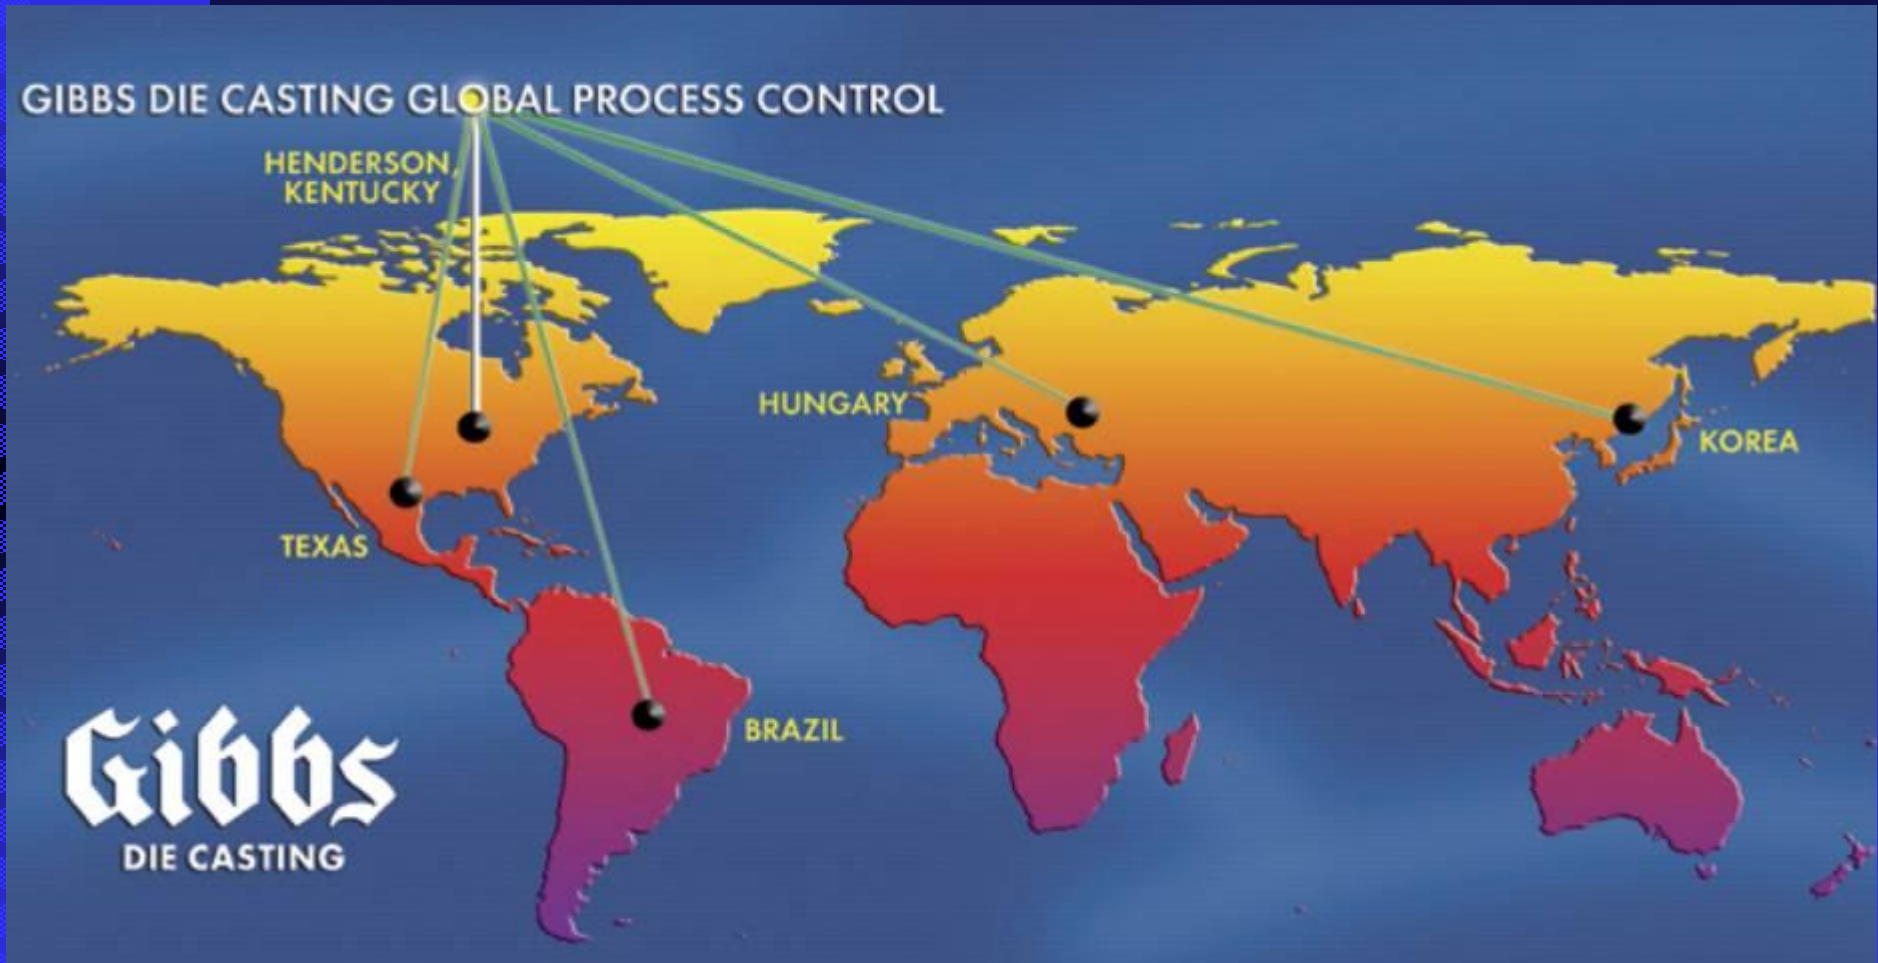 GIBBS DIE CASTING GLOBAL PROCESS CONTROL
HENDERSON,
KENTUCKY
HUNGARY
KOREA
TEXAS
BRAZIL
Gibbs
DIE CASTING